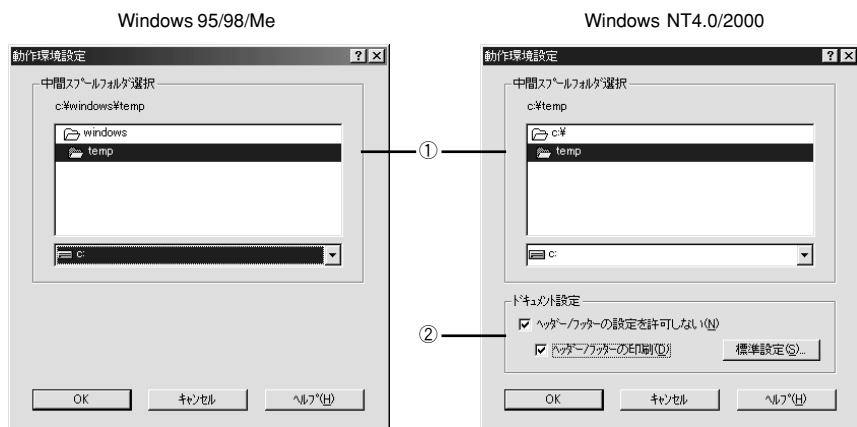 Windows 95/98/Me
動作環境設定
? ×
中間ｽﾌﾟｰﾙﾌｫﾙﾀﾞ選択
c:¥windows¥temp
windows
temp
c:
OK
ｷｬﾝｾﾙ
ﾍﾙﾌﾟ(H)
①
②
Windows NT4.0/2000
動作環境設定
? ×
中間ｽﾌﾟｰﾙﾌｫﾙﾀﾞ選択
c:¥temp
c:¥
temp
c:
ﾄﾞｷｭﾒﾝﾄ設定
ﾍｯﾀﾞｰ/ﾌｯﾀｰの設定を許可しない(N)
ﾍｯﾀﾞｰ/ﾌｯﾀｰの印刷(D)
標準設定(S)...
OK
ｷｬﾝｾﾙ
ﾍﾙﾌﾟ(H)